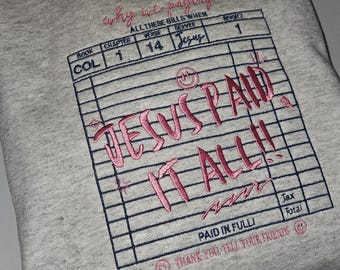 why we paying
ALL THESE BILLS WHEN
BOOK CHAPTER VERSE SERVER INVOICE
COL 1 14 Jesus 1
JESUS PAID
IT ALL!!
Tax
Total
PAID IN FULL!
THANK YOU TELL YOUR FRIENDS